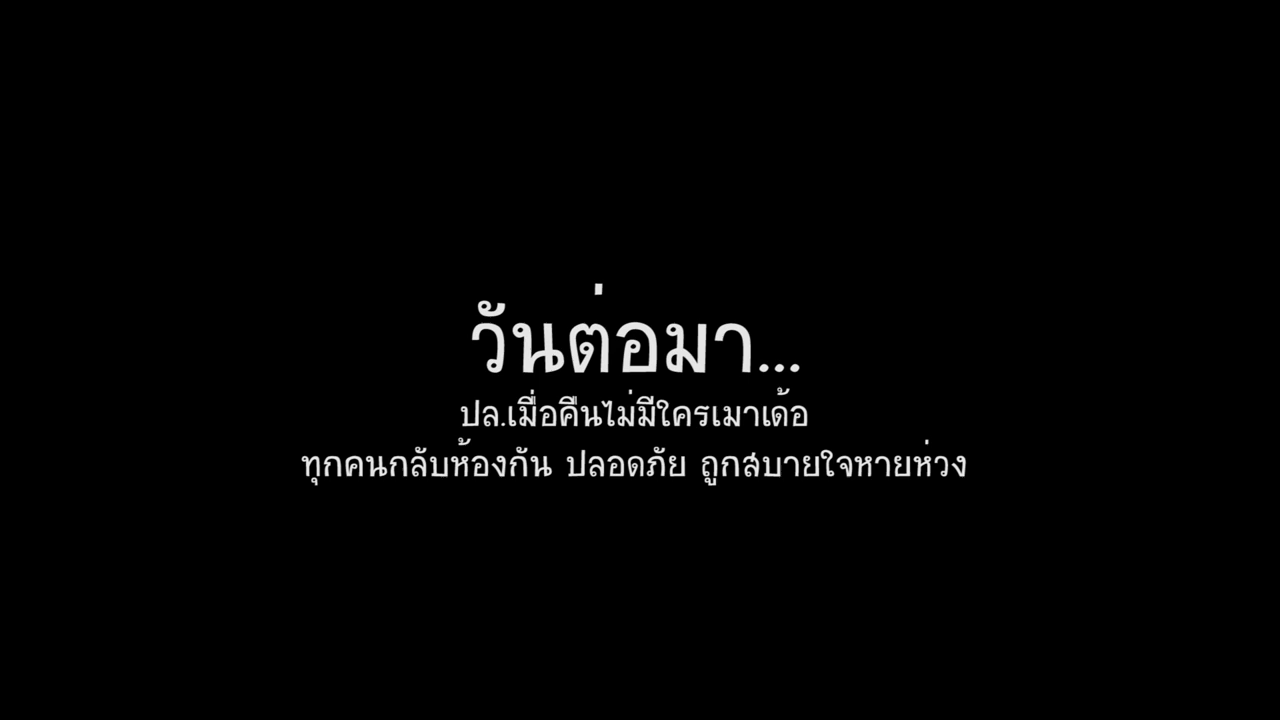 วันต่อมา...
ปล.เมื่อคืนไม่มีใครเมาเด้อ
ทุกคนกลับห้องกัน ปลอดภัย ถูกสบายใจหายห่วง